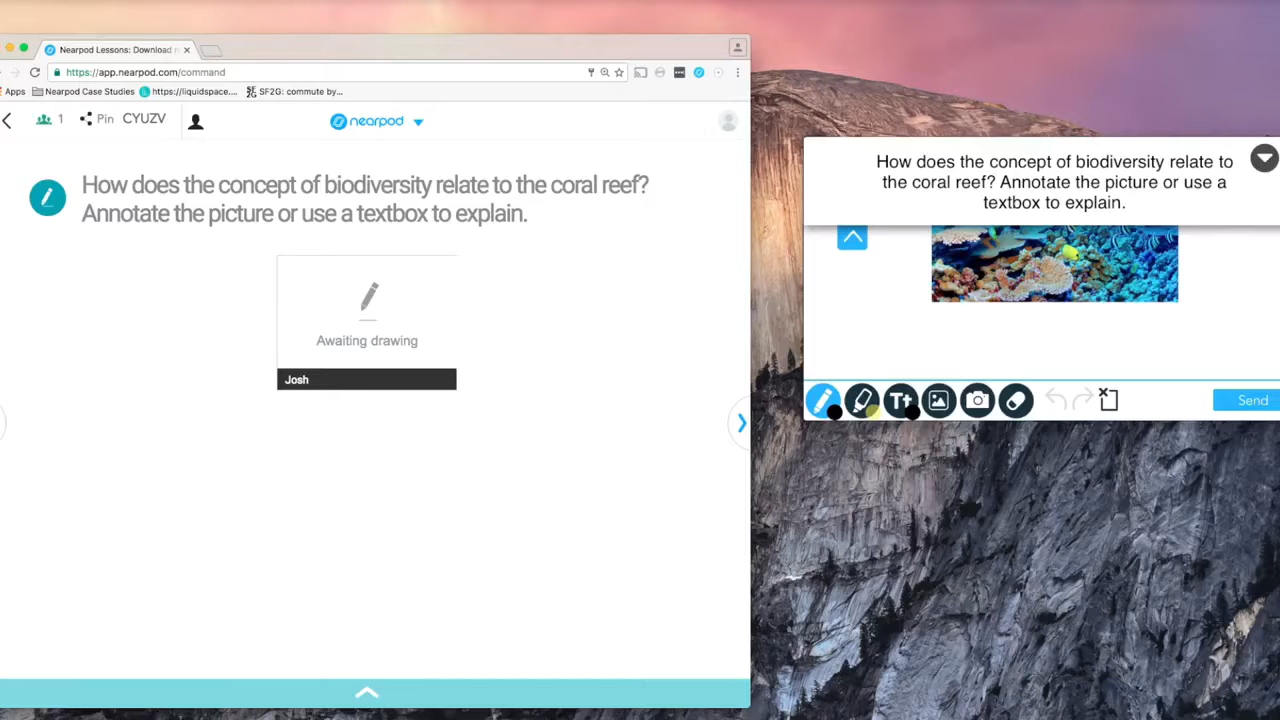 Nearpod Lessons: Download r
https://app.nearpod.com/command
Apps Nearpod Case Studies https://liquidspace.... SF2G: commute by...
1 Pin CYUZV nearpod
How does the concept of biodiversity relate to the coral reef?
Annotate the picture or use a textbox to explain.
Awaiting drawing
Josh
How does the concept of biodiversity relate to
the coral reef? Annotate the picture or use a
textbox to explain.
Tt
Send